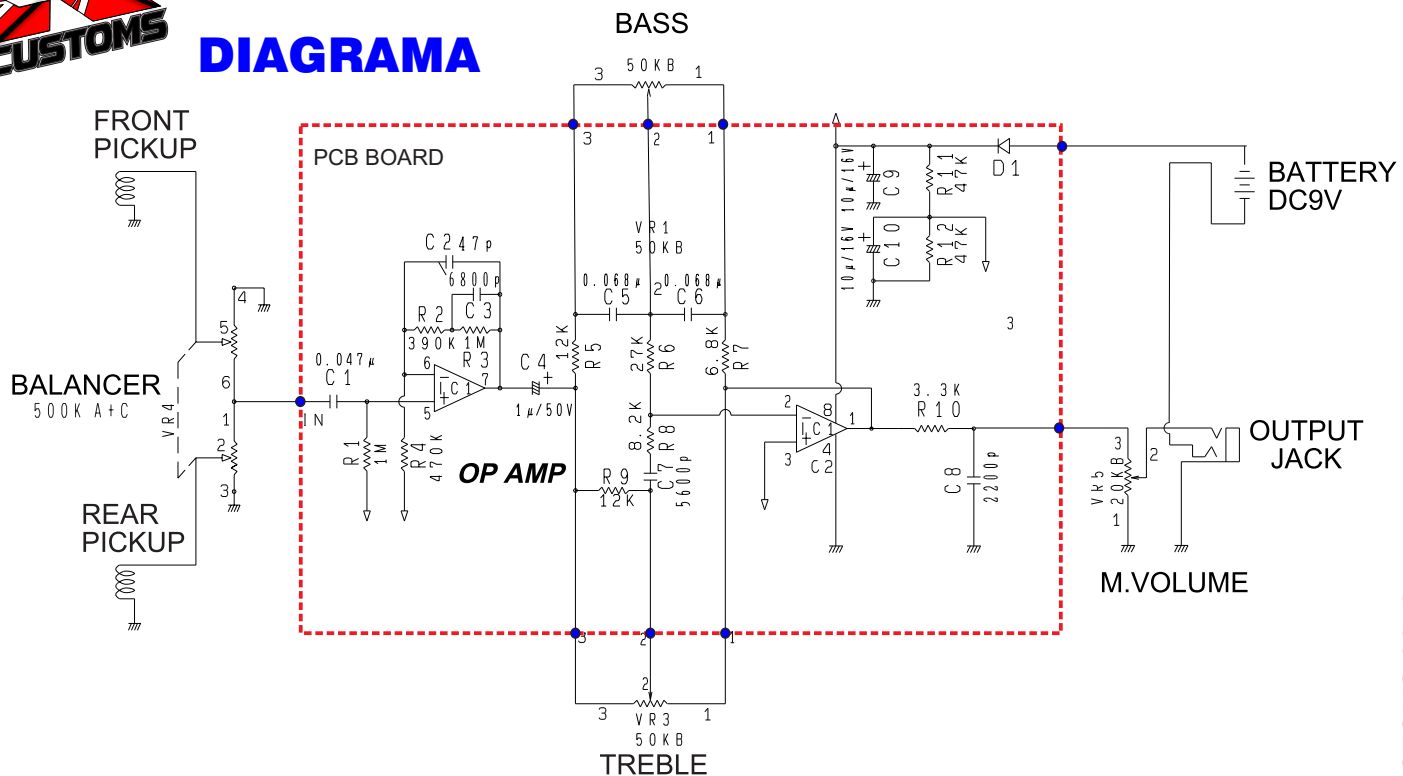 CUSTOMS
DIAGRAMA
BASS
3 50KB 1
FRONT
PICKUP
3 2 1
PCB BOARD
D1
10µ/16V
C9
R11
47K
BATTERY
DC9V
10µ/16V
C10
R12
47K
VR1
50KB
C2 47p
6800p
C3
R2
390K
1M
R3
0.068µ
C5
2
0.068µ
C6
3
4
5
6
1
2
3
BALANCER
500K A+C
VR4
0.047µ
C1
IN
6
IC1
7
5
C4
+
1µ/50V
12K
R5
27K
R6
6.8K
R7
R1
1M
R4
470K
OP AMP
8.2K
R8
R9
12K
C7
5600p
2
8
IC1
1
3
4
C2
3.3K
R10
C8
2200p
3
VR5
20KB
2
1
OUTPUT
JACK
REAR
PICKUP
M.VOLUME
3 2 1
2
3 1
VR3
50KB
TREBLE